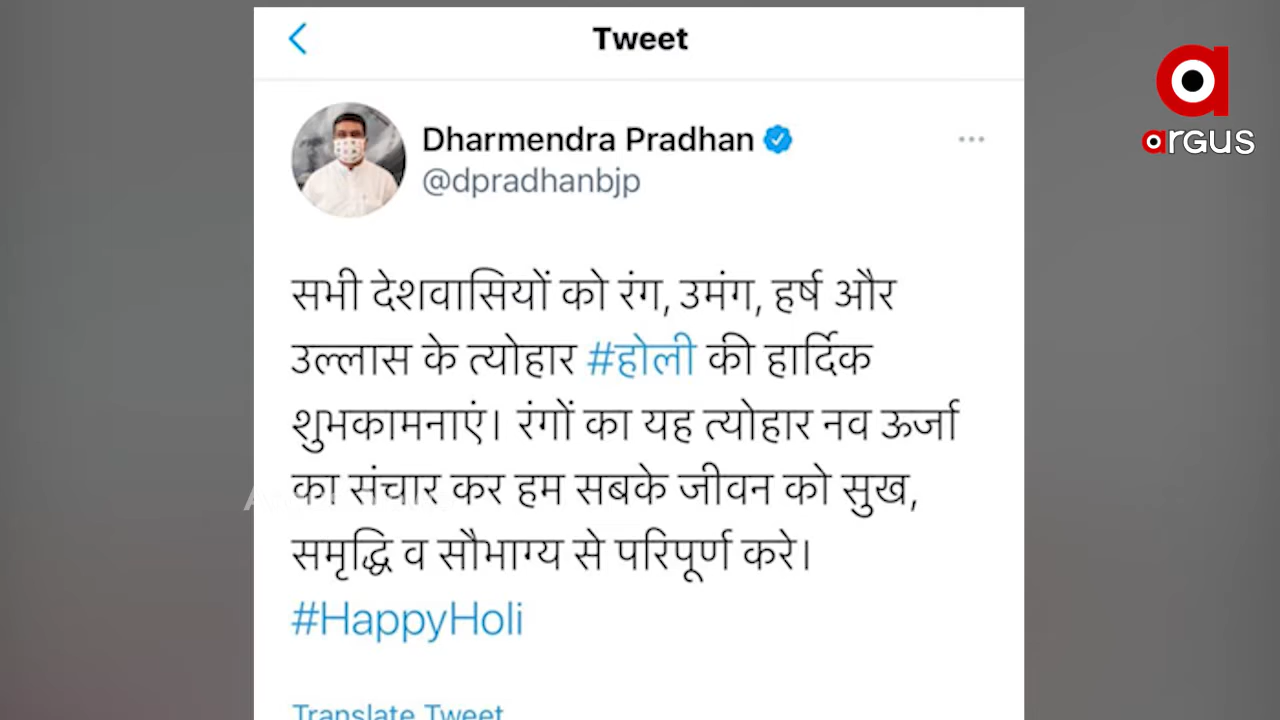 Tweet
argus
Dharmendra Pradhan
@dpradhanbjp
सभी देशवासियों को रंग, उमंग, हर्ष और
उल्लास के त्योहार #होली की हार्दिक
शुभकामनाएं। रंगों का यह त्योहार नव ऊर्जा
का संचार कर हम सबके जीवन को सुख,
समृद्धि व सौभाग्य से परिपूर्ण करे।
#HappyHoli
Translate Tweet